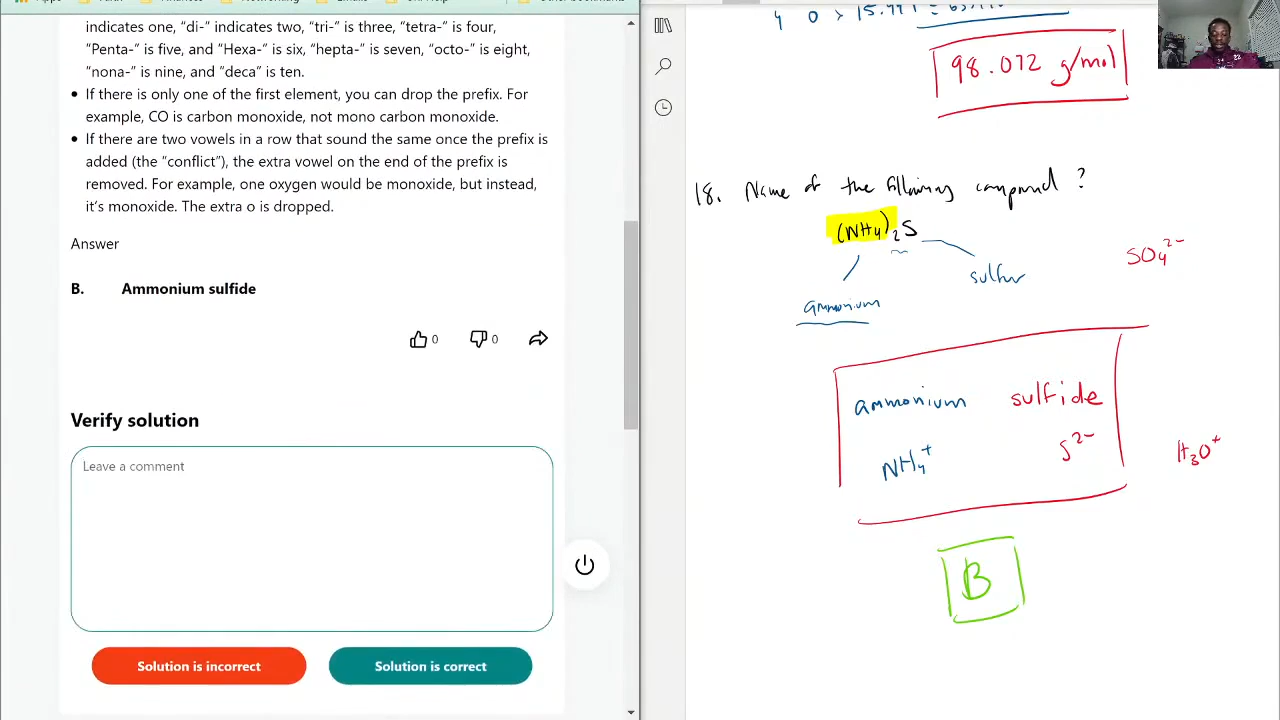 indicates one, “di-” indicates two, “tri-” is three, “tetra-” is four,
“Penta-” is five, and “Hexa-” is six, “hepta-” is seven, “octo-” is eight,
“nona-” is nine, and “deca” is ten.
If there is only one of the first element, you can drop the prefix. For
example, CO is carbon monoxide, not mono carbon monoxide.
If there are two vowels in a row that sound the same once the prefix is
added (the “conflict”), the extra vowel on the end of the prefix is
removed. For example, one oxygen would be monoxide, but instead,
it’s monoxide. The extra o is dropped.
Answer
B. Ammonium sulfide
0
0
Verify solution
Leave a comment
Solution is incorrect
Solution is correct
98.072 g/mol
18. Name of the following compound ?
(NH4)2S
SO4 2-
sulfur
ammonium
ammonium sulfide
NH4+ S2-
H3O+
B